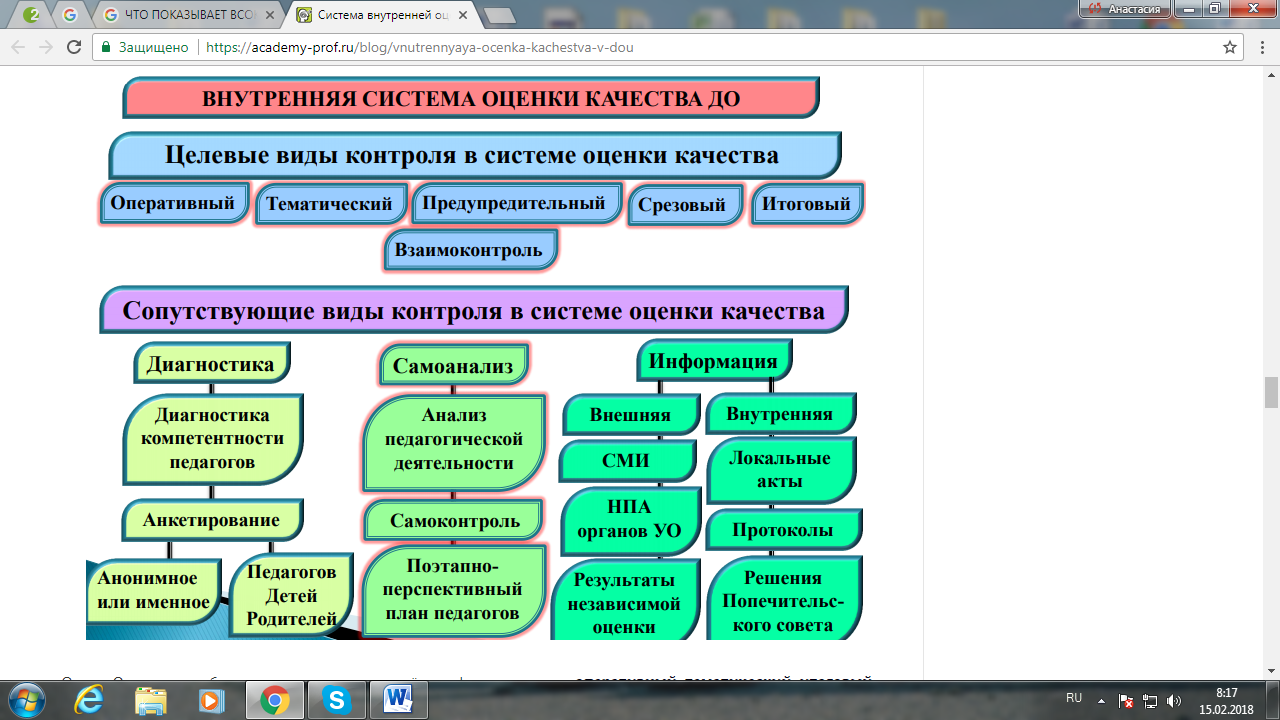 2
ЧТО ПОКАЗЫВАЕТ ВСО
Система внутренней оц
Анастасия
Защищено
https://academy-prof.ru/blog/vnutrennyaya-ocenka-kachestva-v-dou
ВНУТРЕННЯЯ СИСТЕМА ОЦЕНКИ КАЧЕСТВА ДО
Целевые виды контроля в системе оценки качества
Оперативный Тематический Предупредительный Срезовый Итоговый
Взаимоконтроль
Сопутствующие виды контроля в системе оценки качества
Диагностика
Диагностика
компетентности
педагогов
Анкетирование
Анонимное
или именное
Педагогов
Детей
Родителей
Самоанализ
Анализ
педагогической
деятельности
Самоконтроль
Поэтапно-
перспективный
план педагогов
Информация
Внешняя
СМИ
НПА
органов УО
Результаты
независимой
оценки
Внутренняя
Локальные
акты
Протоколы
Решения
Попечительс-
кого совета
RU
8:17
15.02.2018